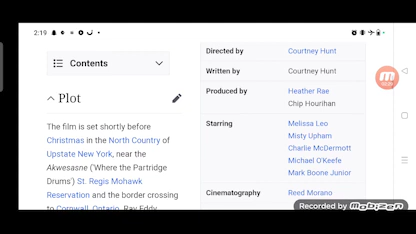 2:19
Contents
Plot
The film is set shortly before
Christmas in the North Country of
Upstate New York, near the
Akwesasne ('Where the Partridge
Drums') St. Regis Mohawk
Reservation and the border crossing
to Cornwall, Ontario. Ray Eddy
Directed by Courtney Hunt
Written by Courtney Hunt
Produced by Heather Rae
Chip Hourihan
Starring Melissa Leo
Misty Upham
Charlie McDermott
Michael O'Keefe
Mark Boone Junior
Cinematography Reed Morano
Recorded by Mobizen